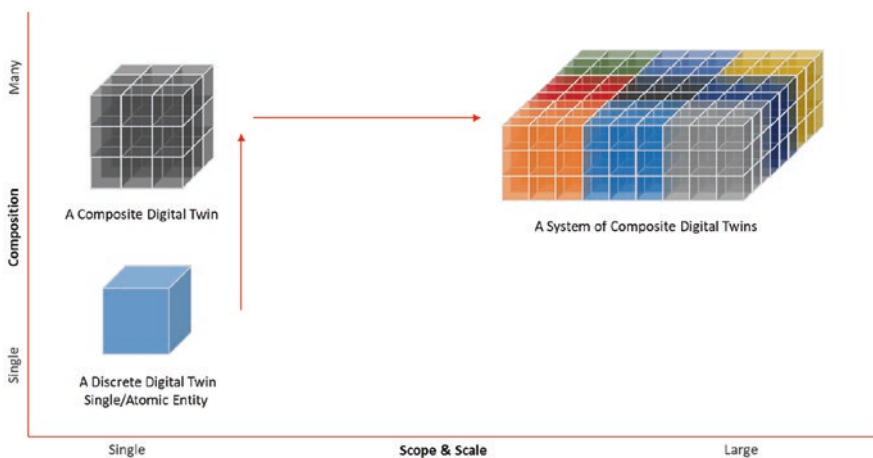 Many
A Composite Digital Twin
A System of Composite Digital Twins
Composition
A Discrete Digital Twin
Single/Atomic Entity
Single
Single
Scope & Scale
Large